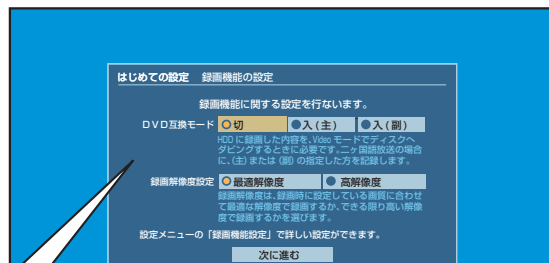 はじめての設定 録画機能の設定
録画機能に関する設定を行ないます。
DVD互換モード 切 入(主) 入(副)
HDDに録画した内容を、Videoモードでディスクへ
ダビングするときに必要です。二ヶ国語放送の場合
に、(主)または(副)の指定した方を記録します。
録画解像度設定 最適解像度 高解像度
録画解像度は、録画時に設定している画質に合わせ
て最適な解像度で録画するか、できる限り高い解像
度で録画するかを選びます。
設定メニューの「録画機能設定」で詳しい設定ができます。
次に進む